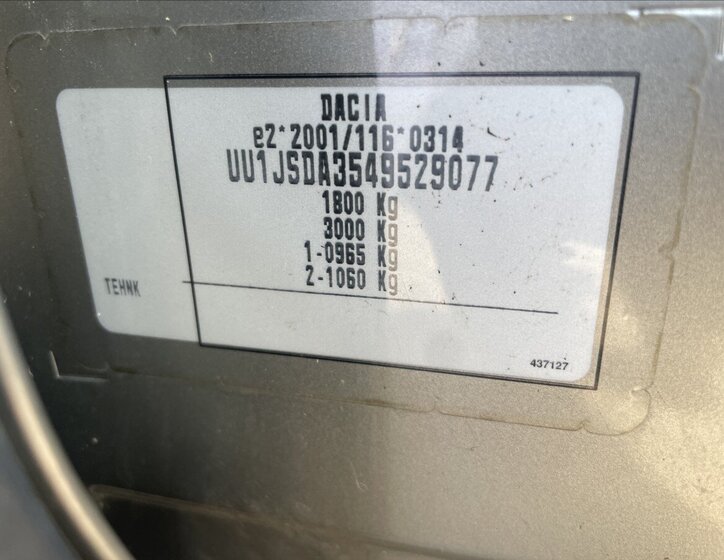 DACIA
e2*2001/116*0314
UU1JSDA3549529077
1800 Kg
3000 Kg
1-0965 Kg
2-1060 Kg
TEHNK
437127